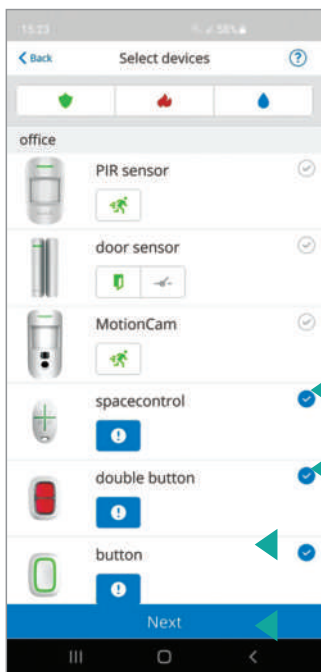 15:23
58%
Back
Select devices
?
office
PIR sensor
door sensor
MotionCam
spacecontrol
!
double button
!
button
!
Next